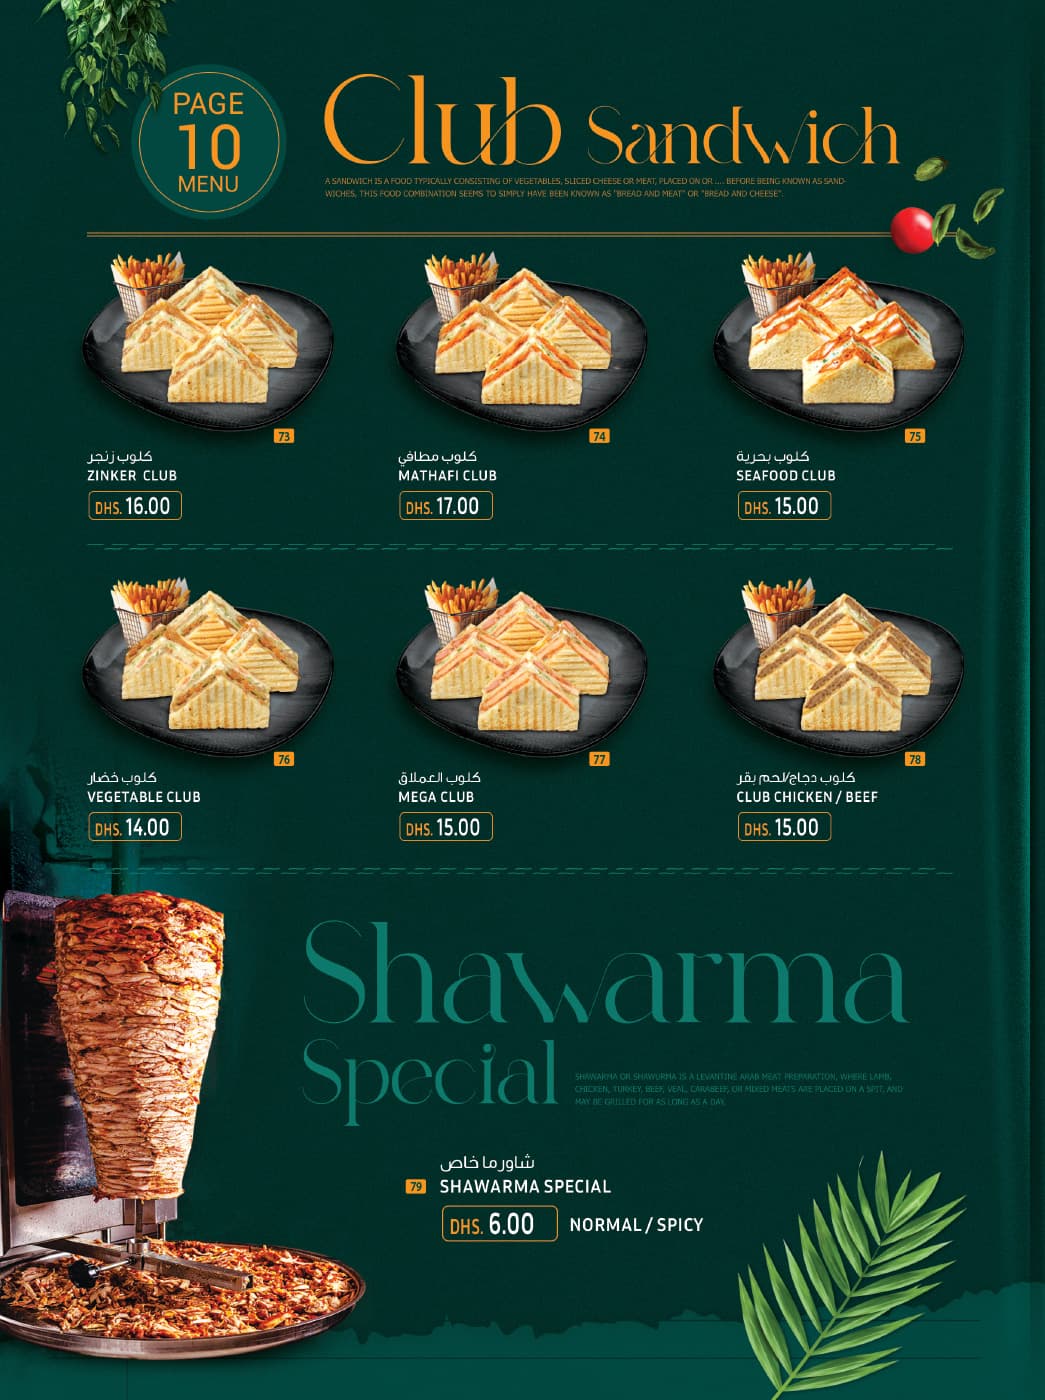 PAGE
10
MENU
Club Sandwich
A SANDWICH IS A FOOD TYPICALLY CONSISTING OF VEGETABLES, SLICED CHEESE OR MEAT, PLACED ON OR .... BEFORE BEING KNOWN AS SAND-
WICHES, THIS FOOD COMBINATION SEEMS TO SIMPLY HAVE BEEN KNOWN AS "BREAD AND MEAT" OR "BREAD AND CHEESE".
73
كلوب زنجر
ZINKER CLUB
DHS. 16.00
74
كلوب مطافي
MATHAFI CLUB
DHS. 17.00
75
كلوب بحرية
SEAFOOD CLUB
DHS. 15.00
76
كلوب خضار
VEGETABLE CLUB
DHS. 14.00
77
كلوب العملاق
MEGA CLUB
DHS. 15.00
78
كلوب دجاج/لحم بقر
CLUB CHICKEN / BEEF
DHS. 15.00
Shawarma
Special
SHAWARMA OR SHAWURMA IS A LEVANTINE ARAB MEAT PREPARATION, WHERE LAMB,
CHICKEN, TURKEY, BEEF, VEAL, CARABEEF, OR MIXED MEATS ARE PLACED ON A SPIT, AND
MAY BE GRILLED FOR AS LONG AS A DAY.
شاورما خاص
79 SHAWARMA SPECIAL
DHS. 6.00 NORMAL / SPICY